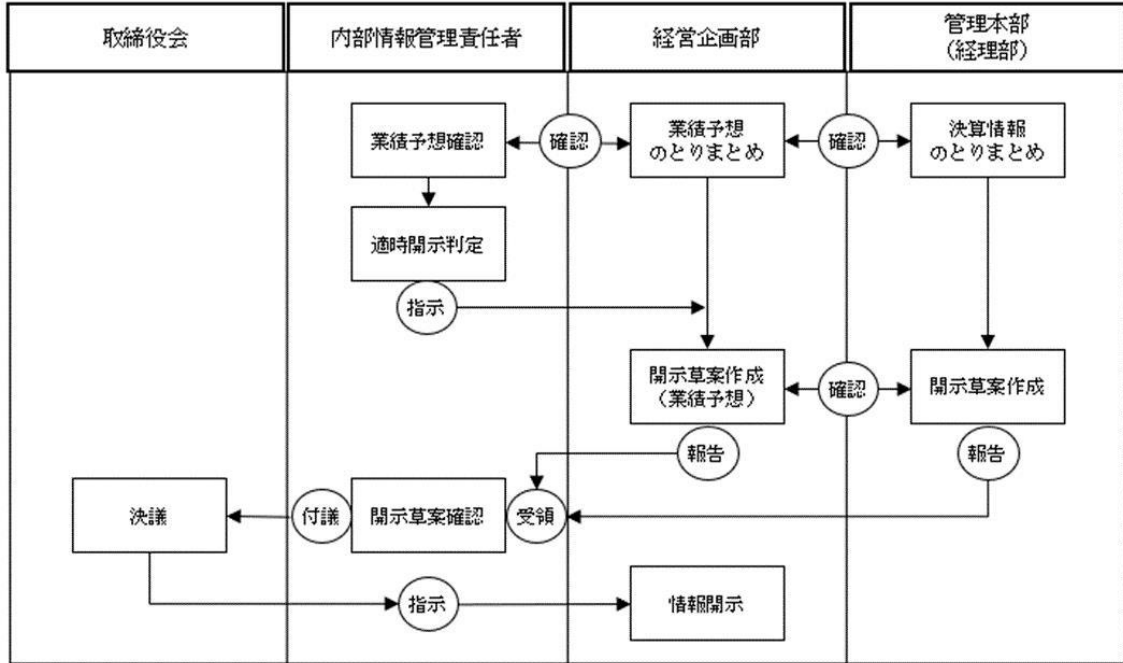 取締役会
内部情報管理責任者
経営企画部
管理本部
（経理部）
業績予想確認
確認
業績予想
のとりまとめ
確認
決算情報
のとりまとめ
適時開示判定
指示
開示草案作成
（業績予想）
確認
開示草案作成
報告
報告
決議
付議
開示草案確認
受領
指示
情報開示